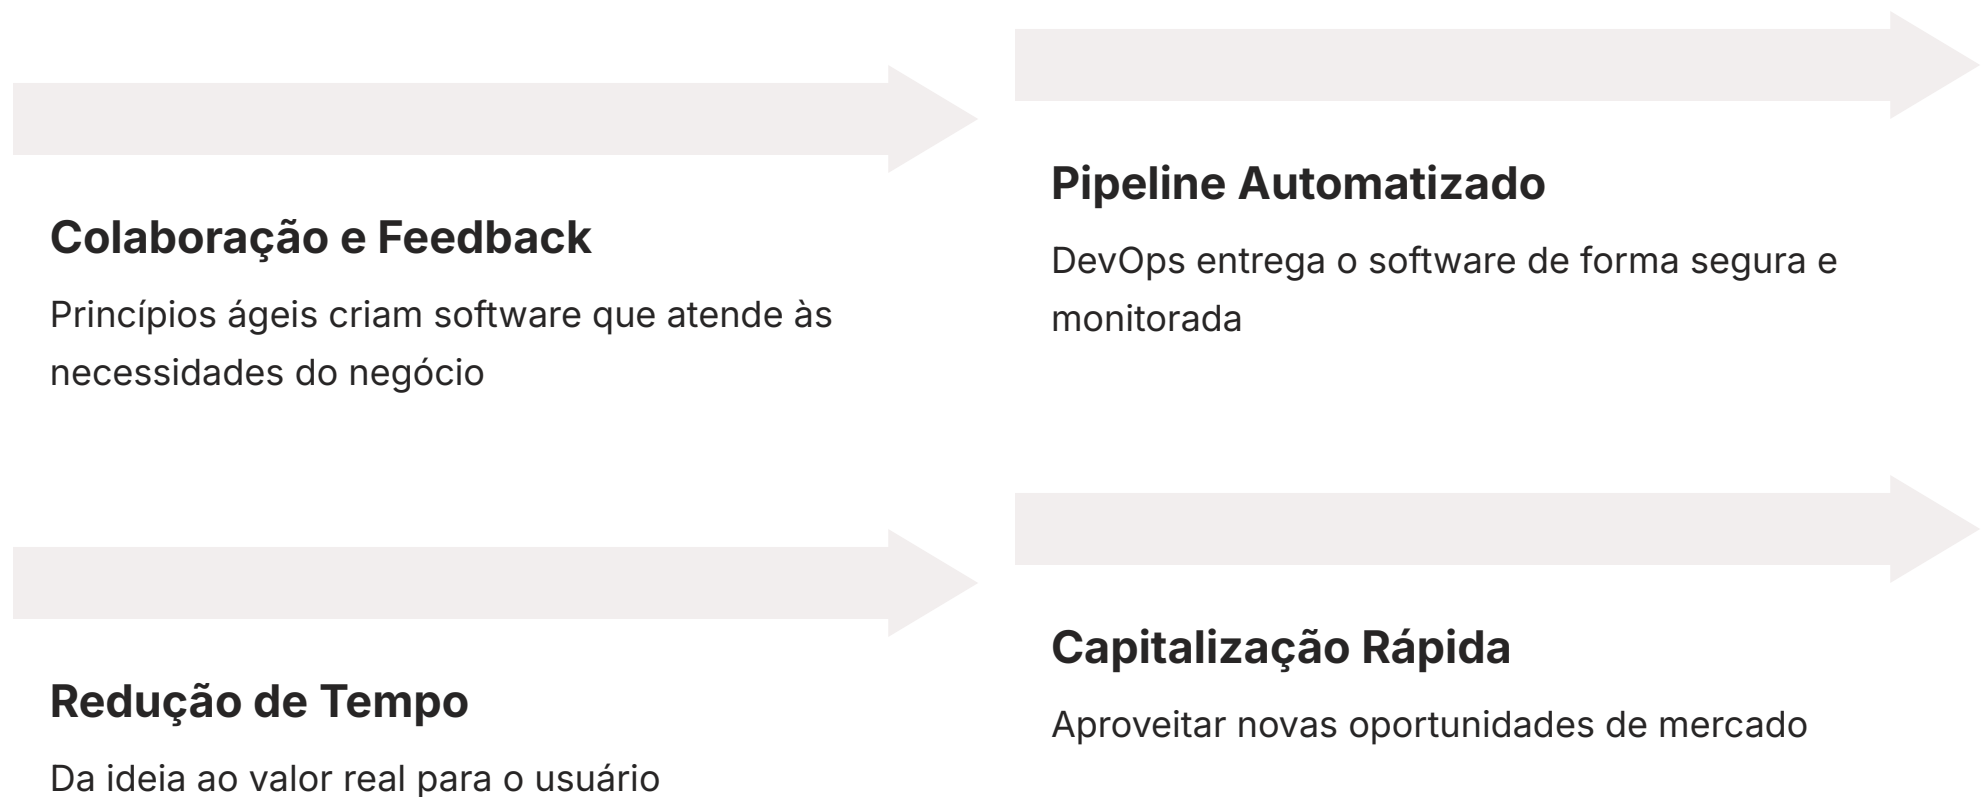 Colaboração e Feedback
Princípios ágeis criam software que atende às
necessidades do negócio
Pipeline Automatizado
DevOps entrega o software de forma segura e
monitorada
Redução de Tempo
Da ideia ao valor real para o usuário
Capitalização Rápida
Aproveitar novas oportunidades de mercado